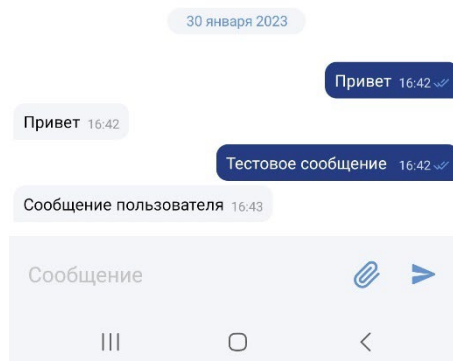 30 января 2023
Привет 16:42
Привет 16:42
Тестовое сообщение 16:42
Сообщение пользователя 16:43
Сообщение